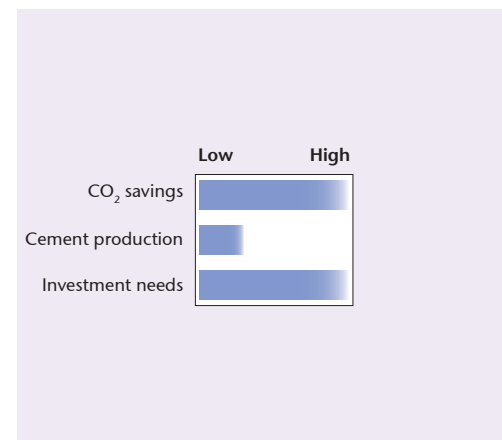 Low High
CO₂ savings
Cement production
Investment needs